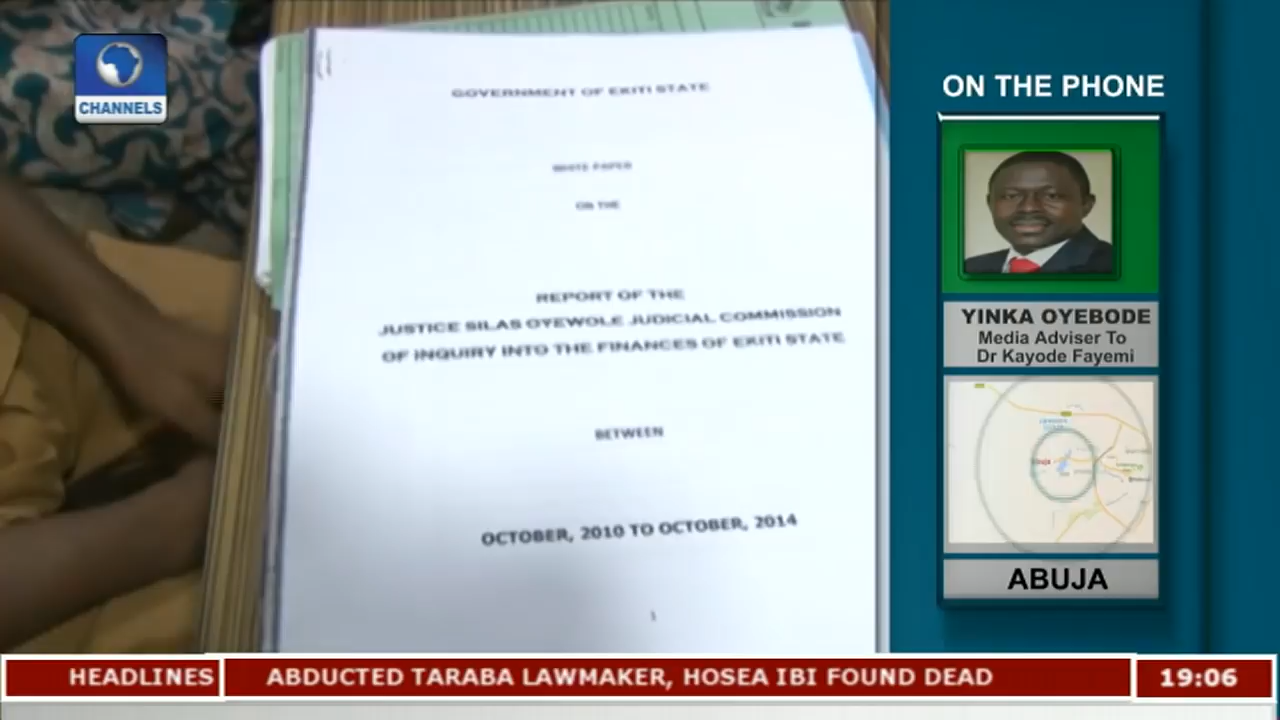 CHANNELS
GOVERNMENT OF EKITI STATE
WHITE PAPER
ON THE
REPORT OF THE
JUSTICE SILAS OYEWOLE JUDICIAL COMMISSION
OF INQUIRY INTO THE FINANCES OF EKITI STATE
BETWEEN
OCTOBER, 2010 TO OCTOBER, 2014
1
ON THE PHONE
YINKA OYEBODE
Media Adviser To
Dr Kayode Fayemi
ABUJA
HEADLINES
ABDUCTED TARABA LAWMAKER, HOSEA IBI FOUND DEAD
19:06